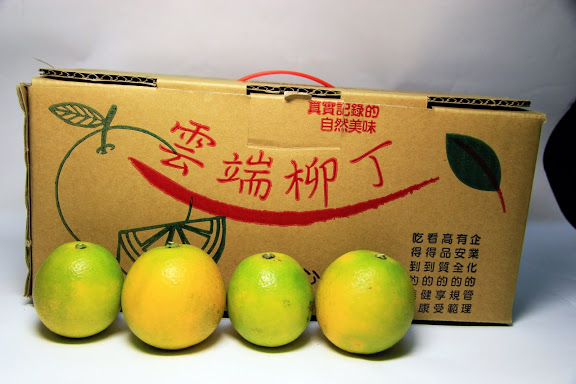 真實記錄的
自然美味
雲端柳丁
企業化的管理
有安全的規範
高品質的享受
看得到的健康
吃得到的